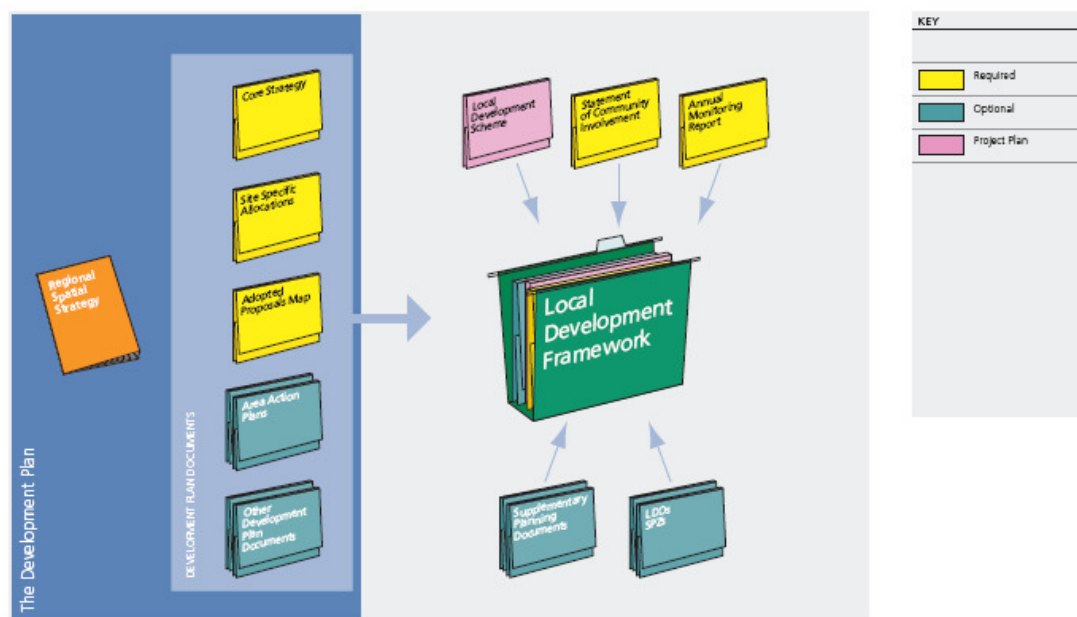 KEY
Required
Optional
Project Plan
Core Strategy
Site Specific
Allocations
Adopted
Proposals Map
Area Action
Plans
Other
Development
Plan
Documents
Regional
Spatial
Strategy
DEVELOPMENT PLAN DOCUMENTS
The Development Plan
Local
Development
Scheme
Statement
of Community
Involvement
Annual
Monitoring
Report
Local
Development
Framework
Supplementary
Planning
Documents
LDOs
SPZs